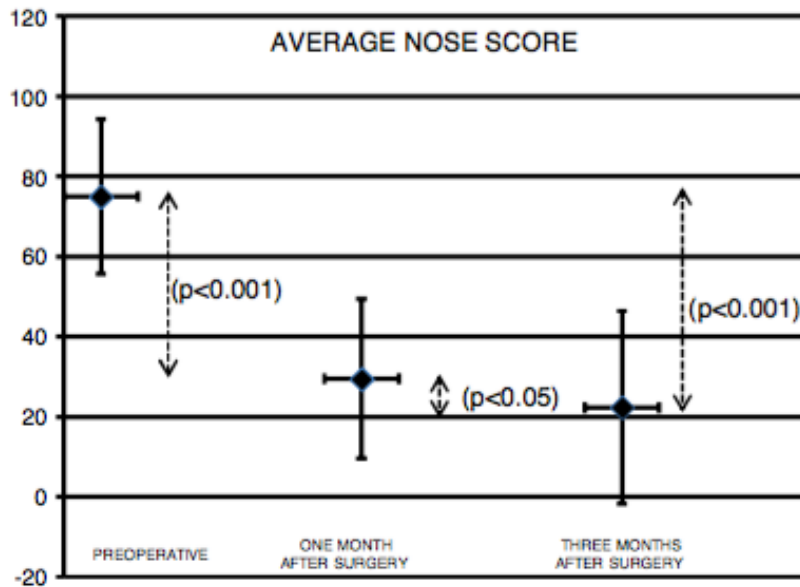 AVERAGE NOSE SCORE
120
100
80
60
40
20
0
-20
(p<0.001)
(p<0.05)
(p<0.001)
PREOPERATIVE
ONE MONTH
AFTER SURGERY
THREE MONTHS
AFTER SURGERY